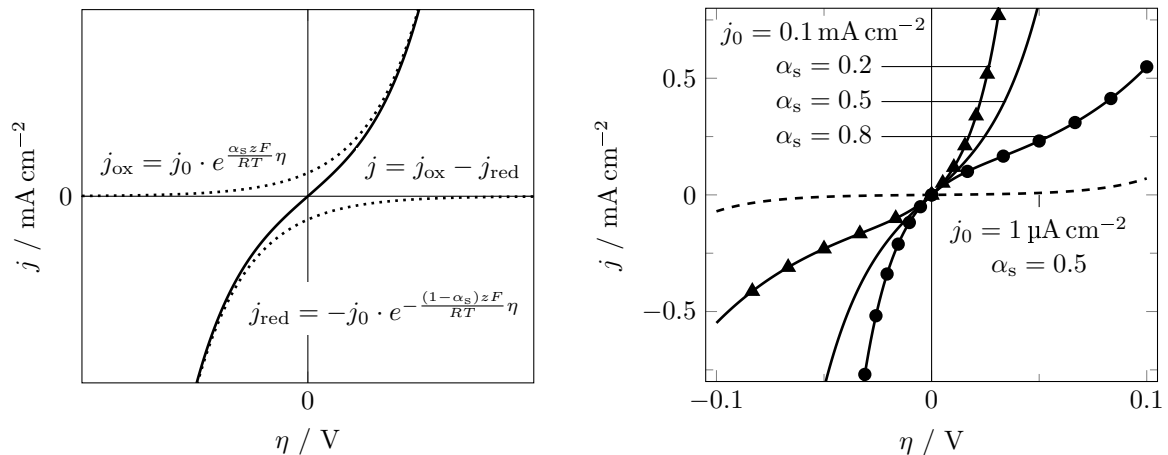 j / mA cm⁻²
0
j_ox = j_0 · e^{\frac{α_s zF}{RT} η}
j = j_ox − j_red
j_red = −j_0 · e^{−\frac{(1−α_s)zF}{RT} η}
0
η / V
j / mA cm⁻²
0.5
0
−0.5
j_0 = 0.1 mA cm⁻²
α_s = 0.2
α_s = 0.5
α_s = 0.8
j_0 = 1 µA cm⁻²
α_s = 0.5
−0.1
0
0.1
η / V